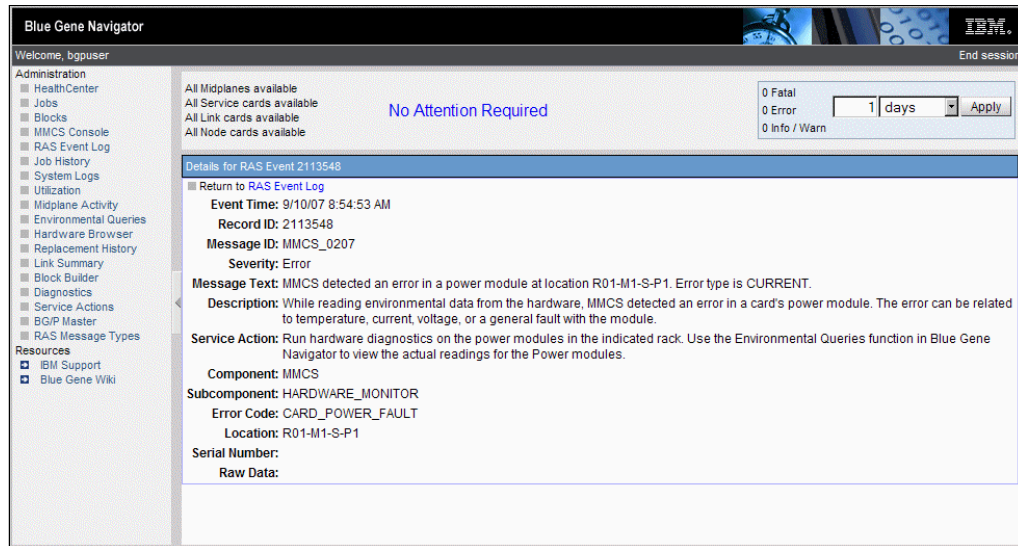 Blue Gene Navigator
IBM.
Welcome, bgpuser
End session
Administration
HealthCenter
Jobs
Blocks
MMCS Console
RAS Event Log
Job History
System Logs
Utilization
Midplane Activity
Environmental Queries
Hardware Browser
Replacement History
Link Summary
Block Builder
Diagnostics
Service Actions
BG/P Master
RAS Message Types
Resources
IBM Support
Blue Gene Wiki
All Midplanes available
All Service cards available
All Link cards available
All Node cards available
No Attention Required
0 Fatal
0 Error
0 Info / Warn
1 days Apply
Details for RAS Event 2113548
Return to RAS Event Log
Event Time: 9/10/07 8:54:53 AM
Record ID: 2113548
Message ID: MMCS_0207
Severity: Error
Message Text: MMCS detected an error in a power module at location R01-M1-S-P1. Error type is CURRENT.
Description: While reading environmental data from the hardware, MMCS detected an error in a card's power module. The error can be related
to temperature, current, voltage, or a general fault with the module.
Service Action: Run hardware diagnostics on the power modules in the indicated rack. Use the Environmental Queries function in Blue Gene
Navigator to view the actual readings for the Power modules.
Component: MMCS
Subcomponent: HARDWARE_MONITOR
Error Code: CARD_POWER_FAULT
Location: R01-M1-S-P1
Serial Number:
Raw Data: